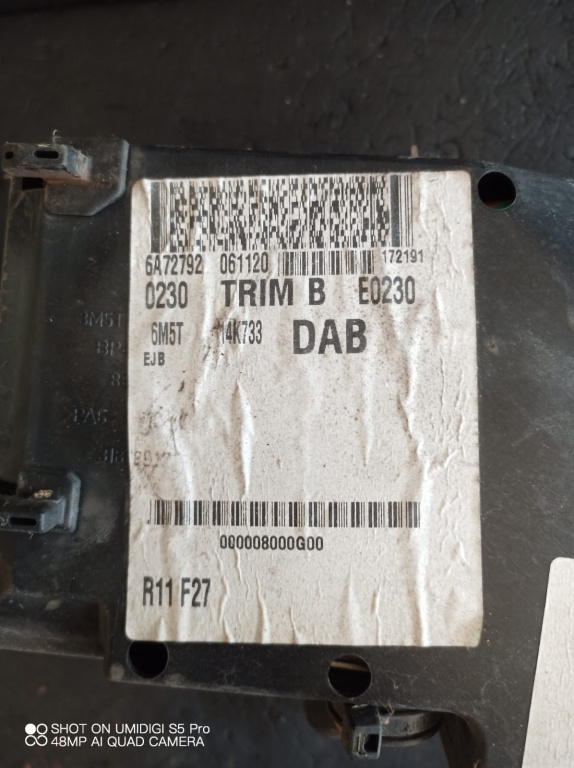 6A72792 061120 172191
0230 TRIM B E0230
6M5T 14K733 DAB
EJB
000008000G00
R11 F27
SHOT ON UMIDIGI S5 Pro
48MP AI QUAD CAMERA